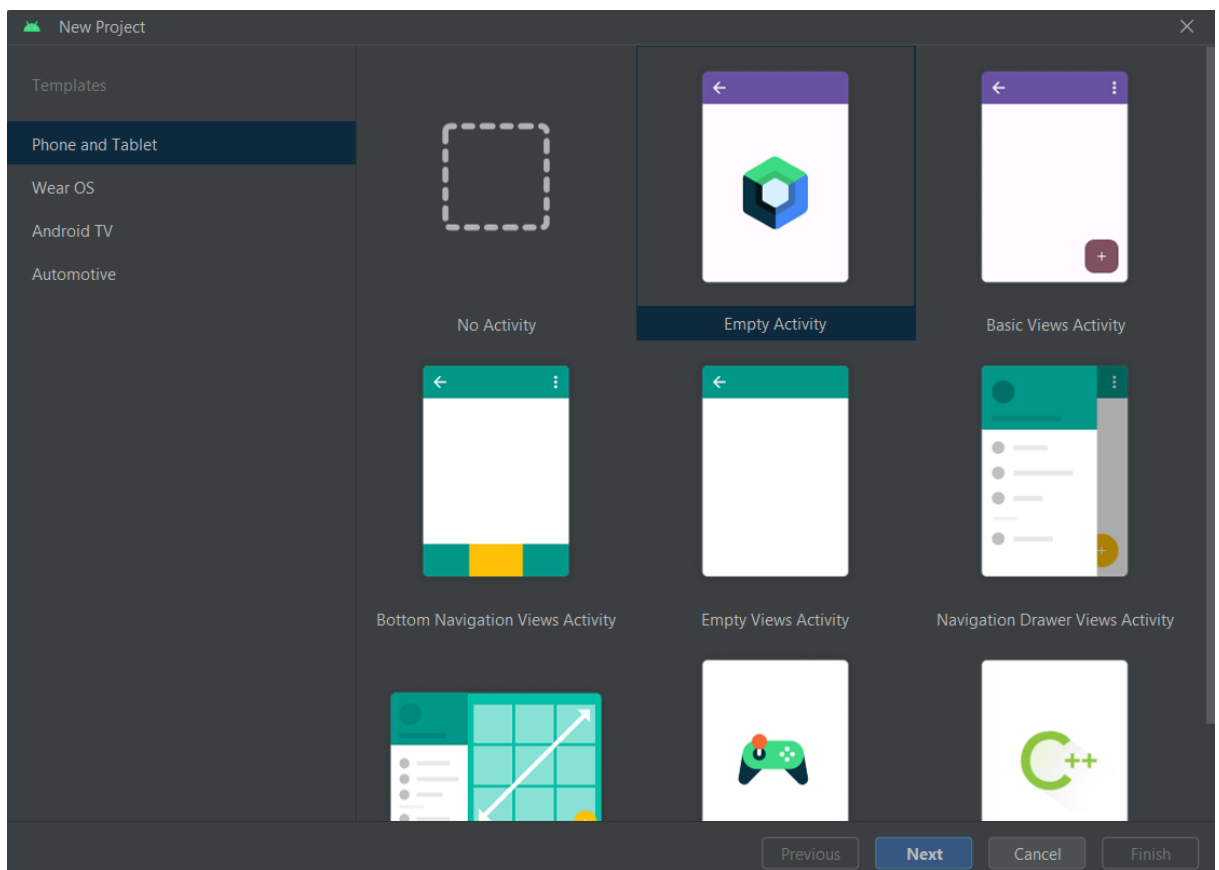 New Project
Templates
Phone and Tablet
Wear OS
Android TV
Automotive
No Activity
Empty Activity
Basic Views Activity
Bottom Navigation Views Activity
Empty Views Activity
Navigation Drawer Views Activity
C++
Previous
Next
Cancel
Finish